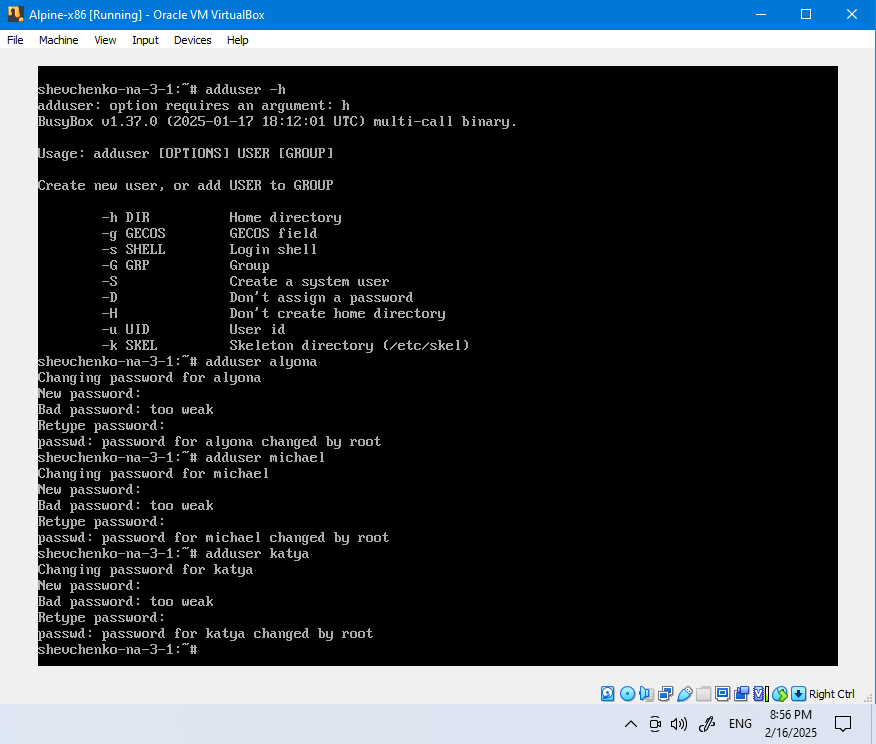 Alpine-x86 [Running] - Oracle VM VirtualBox
File Machine View Input Devices Help
shevchenko-na-3-1:~# adduser -h
adduser: option requires an argument: h
BusyBox v1.37.0 (2025-01-17 18:12:01 UTC) multi-call binary.
Usage: adduser [OPTIONS] USER [GROUP]
Create new user, or add USER to GROUP
-h DIR Home directory
-g GECOS GECOS field
-s SHELL Login shell
-G GRP Group
-S Create a system user
-D Don't assign a password
-H Don't create home directory
-u UID User id
-k SKEL Skeleton directory (/etc/skel)
shevchenko-na-3-1:~# adduser alyona
Changing password for alyona
New password:
Bad password: too weak
Retype password:
passwd: password for alyona changed by root
shevchenko-na-3-1:~# adduser michael
Changing password for michael
New password:
Bad password: too weak
Retype password:
passwd: password for michael changed by root
shevchenko-na-3-1:~# adduser katya
Changing password for katya
New password:
Bad password: too weak
Retype password:
passwd: password for katya changed by root
shevchenko-na-3-1:~#
Right Ctrl
ENG
8:56 PM
2/16/2025